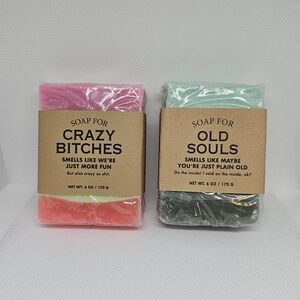 SOAP FOR
CRAZY
BITCHES
SMELLS LIKE WE'RE
JUST MORE FUN
But also crazy as shit.
NET WT. 6 OZ / 170 G
SOAP FOR
OLD
SOULS
SMELLS LIKE MAYBE
YOU'RE JUST PLAIN OLD
On the inside! I said on the inside, ok?
NET WT. 6 OZ / 170 G